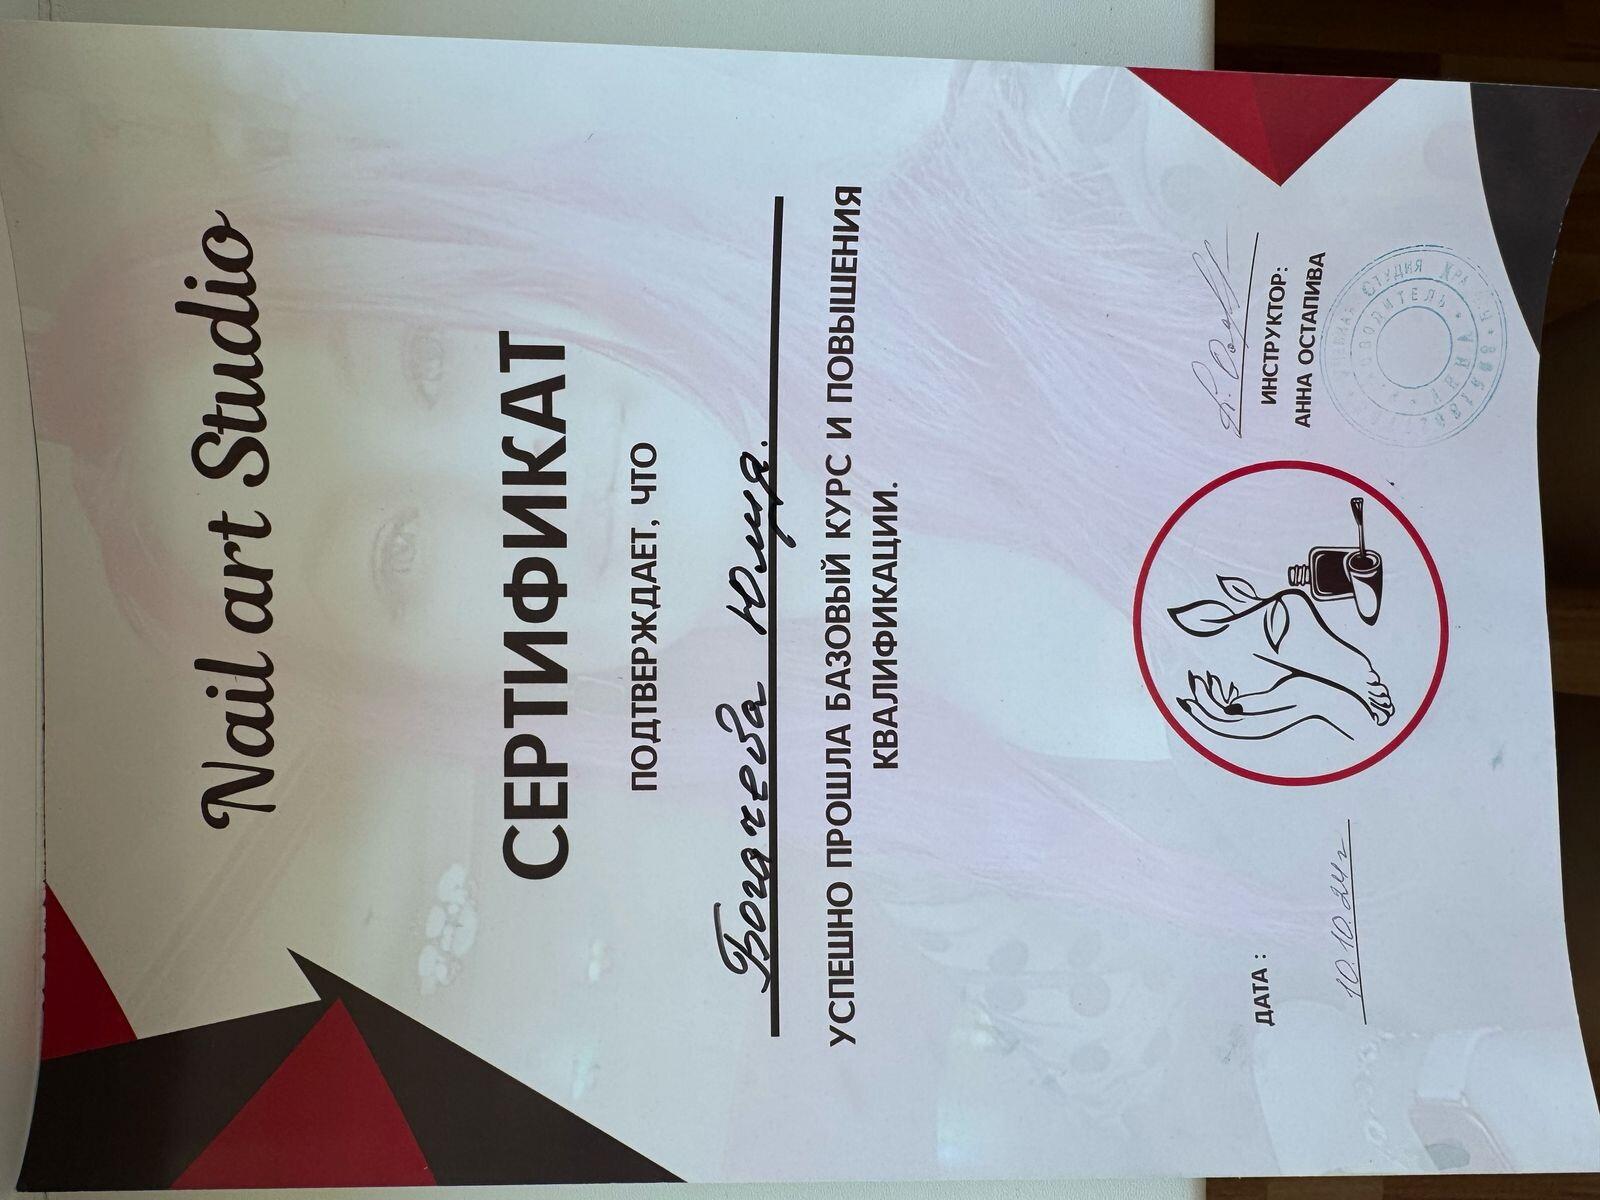 Nail art Studio
СЕРТИФИКАТ
ПОДТВЕРЖДАЕТ, ЧТО
Богачева Юлия.
УСПЕШНО ПРОШЛА БАЗОВЫЙ КУРС И ПОВЫШЕНИЯ
КВАЛИФИКАЦИИ.
ДАТА :
10.10.24г
ИНСТРУКТОР:
АННА ОСТАПИВА
СТУДИЯ